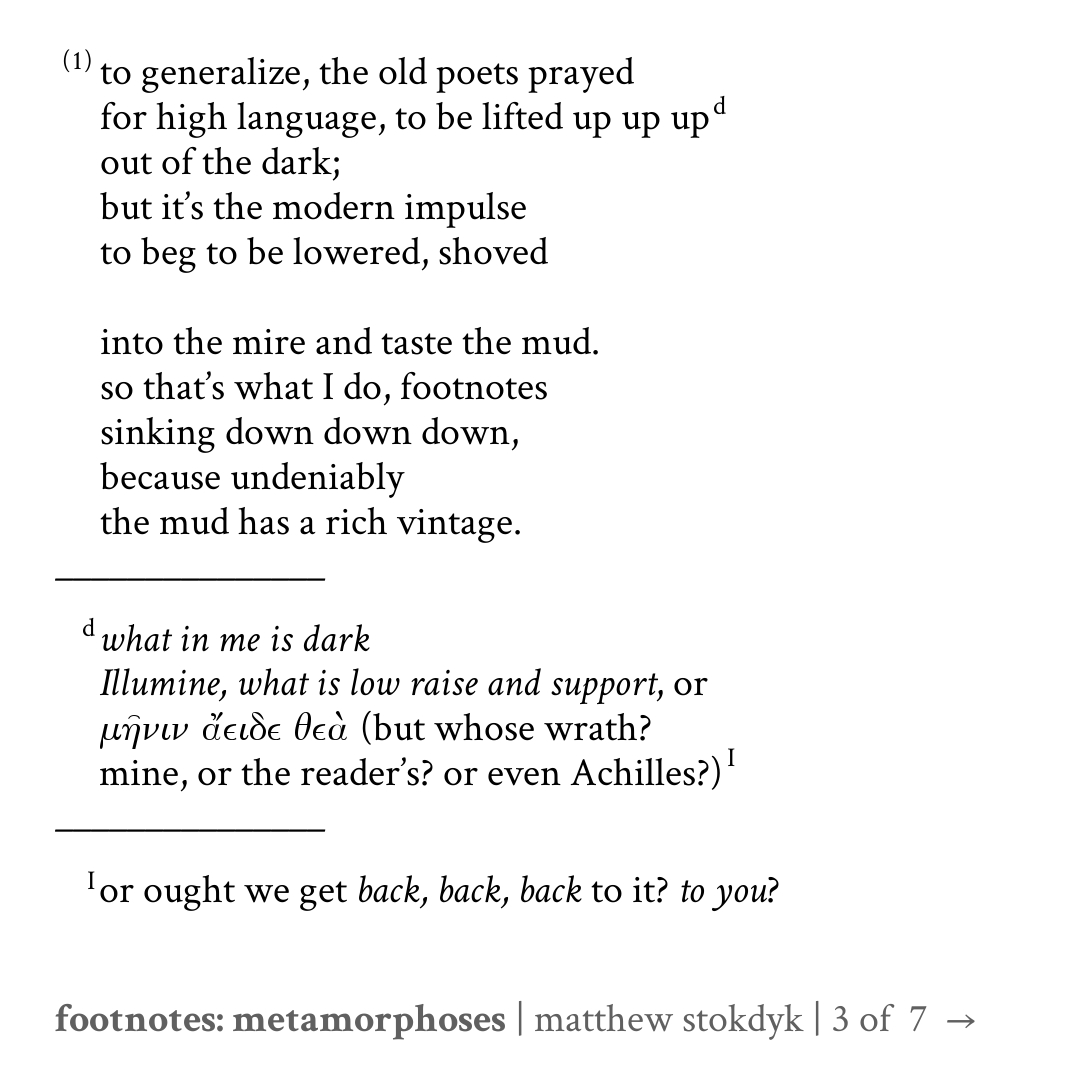 (1) to generalize, the old poets prayed
for high language, to be lifted up up up d
out of the dark;
but it’s the modern impulse
to beg to be lowered, shoved
into the mire and taste the mud.
so that’s what I do, footnotes
sinking down down down,
because undeniably
the mud has a rich vintage.
d what in me is dark
Illumine, what is low raise and support, or
μῆνιν ἄειδε θεὰ (but whose wrath?
mine, or the reader’s? or even Achilles?) I
I or ought we get back, back, back to it? to you?
footnotes: metamorphoses | matthew stokdyk | 3 of 7 →